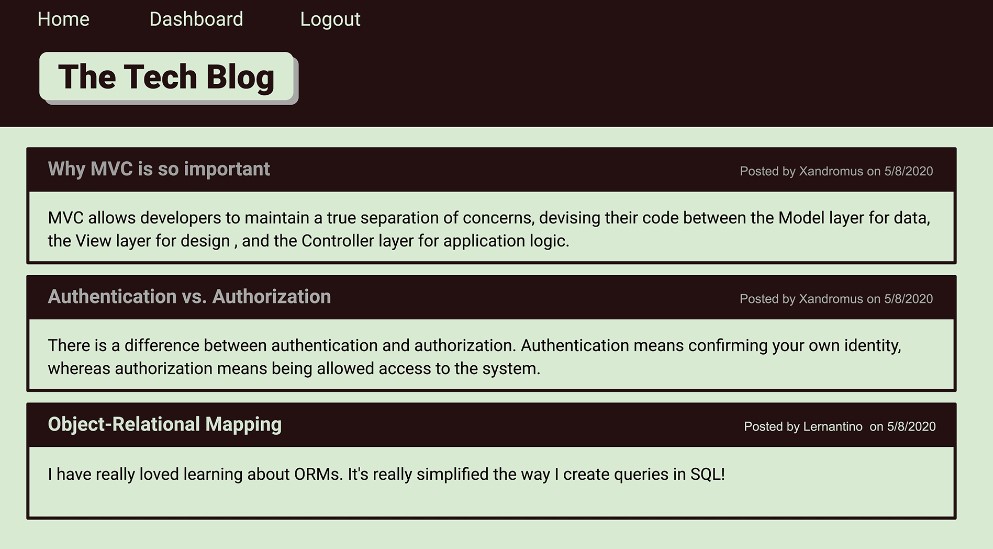 Home Dashboard Logout
The Tech Blog
Why MVC is so important Posted by Xandromus on 5/8/2020
MVC allows developers to maintain a true separation of concerns, devising their code between the Model layer for data,
the View layer for design , and the Controller layer for application logic.
Authentication vs. Authorization Posted by Xandromus on 5/8/2020
There is a difference between authentication and authorization. Authentication means confirming your own identity,
whereas authorization means being allowed access to the system.
Object-Relational Mapping Posted by Lernantino on 5/8/2020
I have really loved learning about ORMs. It's really simplified the way I create queries in SQL!